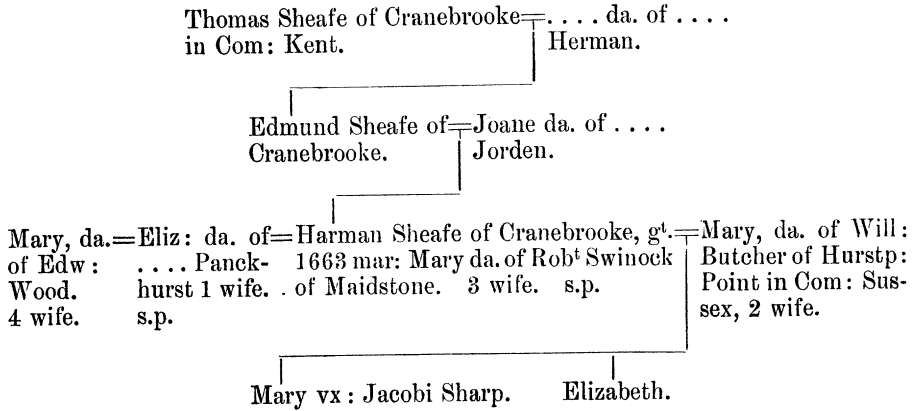 Thomas Sheafe of Cranebrooke=. . . . da. of . . . .
in Com: Kent. Herman.
Edmund Sheafe of=Joane da. of . . . .
Cranebrooke. Jorden.
Mary, da.=Eliz: da. of=Harman Sheafe of Cranebrooke, gᵗ.=Mary, da. of Will:
of Edw: . . . . Panck- 1663 mar: Mary da. of Robᵗ Swinock Butcher of Hurstp:
Wood. hurst 1 wife. . of Maidstone. 3 wife. s.p. Point in Com: Sus-
4 wife. s.p. sex, 2 wife.
Mary vx: Jacobi Sharp. Elizabeth.